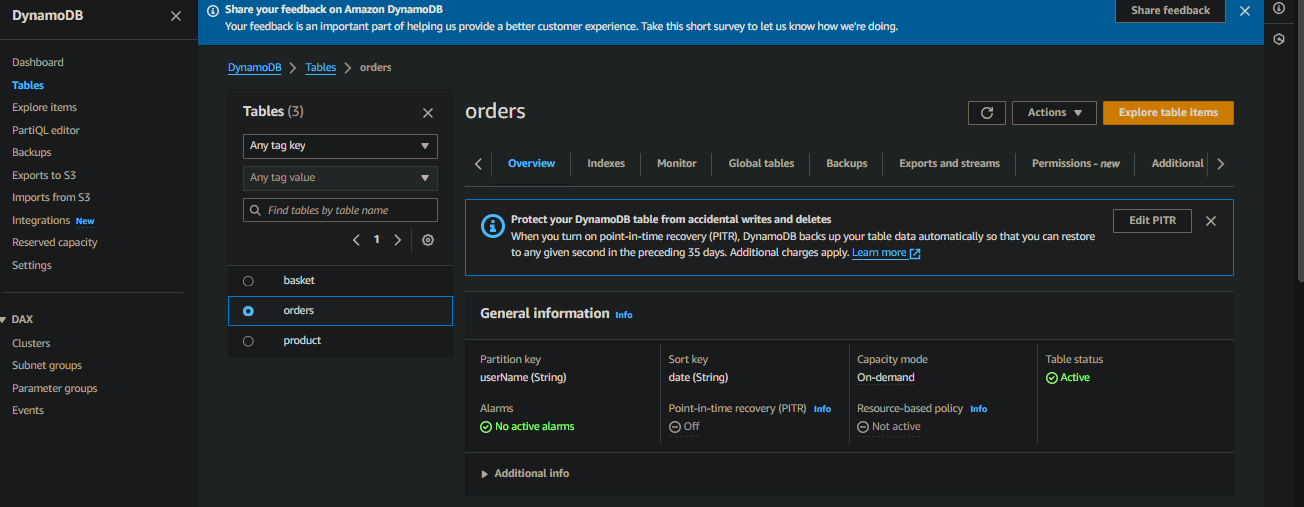 DynamoDB
Share your feedback on Amazon DynamoDB
Your feedback is an important part of helping us provide a better customer experience. Take this short survey to let us know how we're doing.
Share feedback
Dashboard
Tables
Explore items
PartiQL editor
Backups
Exports to S3
Imports from S3
Integrations New
Reserved capacity
Settings
DAX
Clusters
Subnet groups
Parameter groups
Events
DynamoDB
Tables
orders
Tables (3)
Any tag key
Any tag value
Find tables by table name
1
basket
orders
product
orders
Actions
Explore table items
Overview
Indexes
Monitor
Global tables
Backups
Exports and streams
Permissions - new
Additional
Protect your DynamoDB table from accidental writes and deletes
When you turn on point-in-time recovery (PITR), DynamoDB backs up your table data automatically so that you can restore
to any given second in the preceding 35 days. Additional charges apply. Learn more
Edit PITR
General information Info
Partition key
userName (String)
Sort key
date (String)
Capacity mode
On-demand
Table status
Active
Alarms
No active alarms
Point-in-time recovery (PITR) Info
Off
Resource-based policy Info
Not active
Additional info